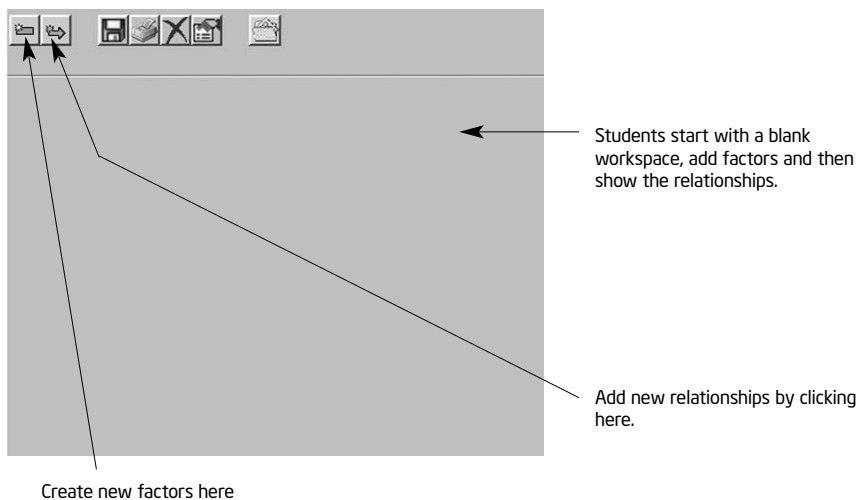 Students start with a blank
workspace, add factors and then
show the relationships.
Add new relationships by clicking
here.
Create new factors here